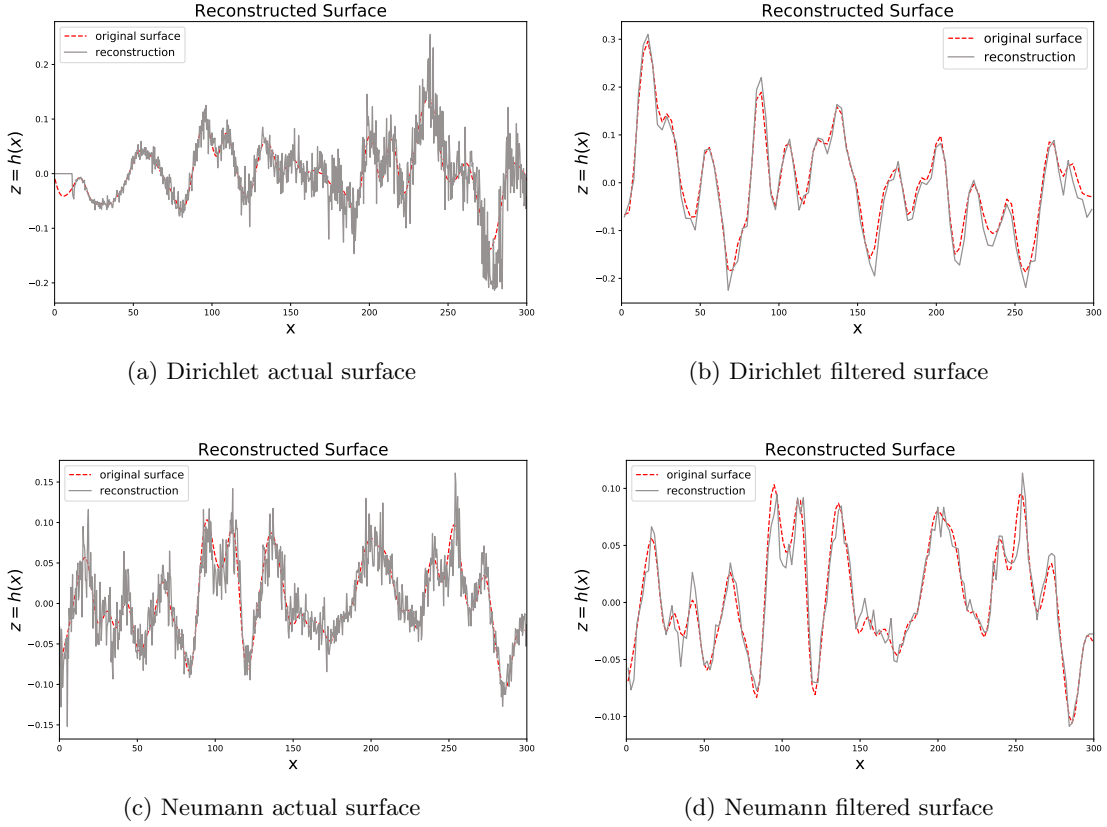 Reconstructed Surface
original surface
reconstruction
z = h(x)
0.2
0.1
0.0
−0.1
−0.2
0 50 100 150 200 250 300
x
(a) Dirichlet actual surface
Reconstructed Surface
original surface
reconstruction
z = h(x)
0.3
0.2
0.1
0.0
−0.1
−0.2
0 50 100 150 200 250 300
x
(b) Dirichlet filtered surface
Reconstructed Surface
original surface
reconstruction
z = h(x)
0.15
0.10
0.05
0.00
−0.05
−0.10
−0.15
0 50 100 150 200 250 300
x
(c) Neumann actual surface
Reconstructed Surface
original surface
reconstruction
z = h(x)
0.10
0.05
0.00
−0.05
−0.10
0 50 100 150 200 250 300
x
(d) Neumann filtered surface